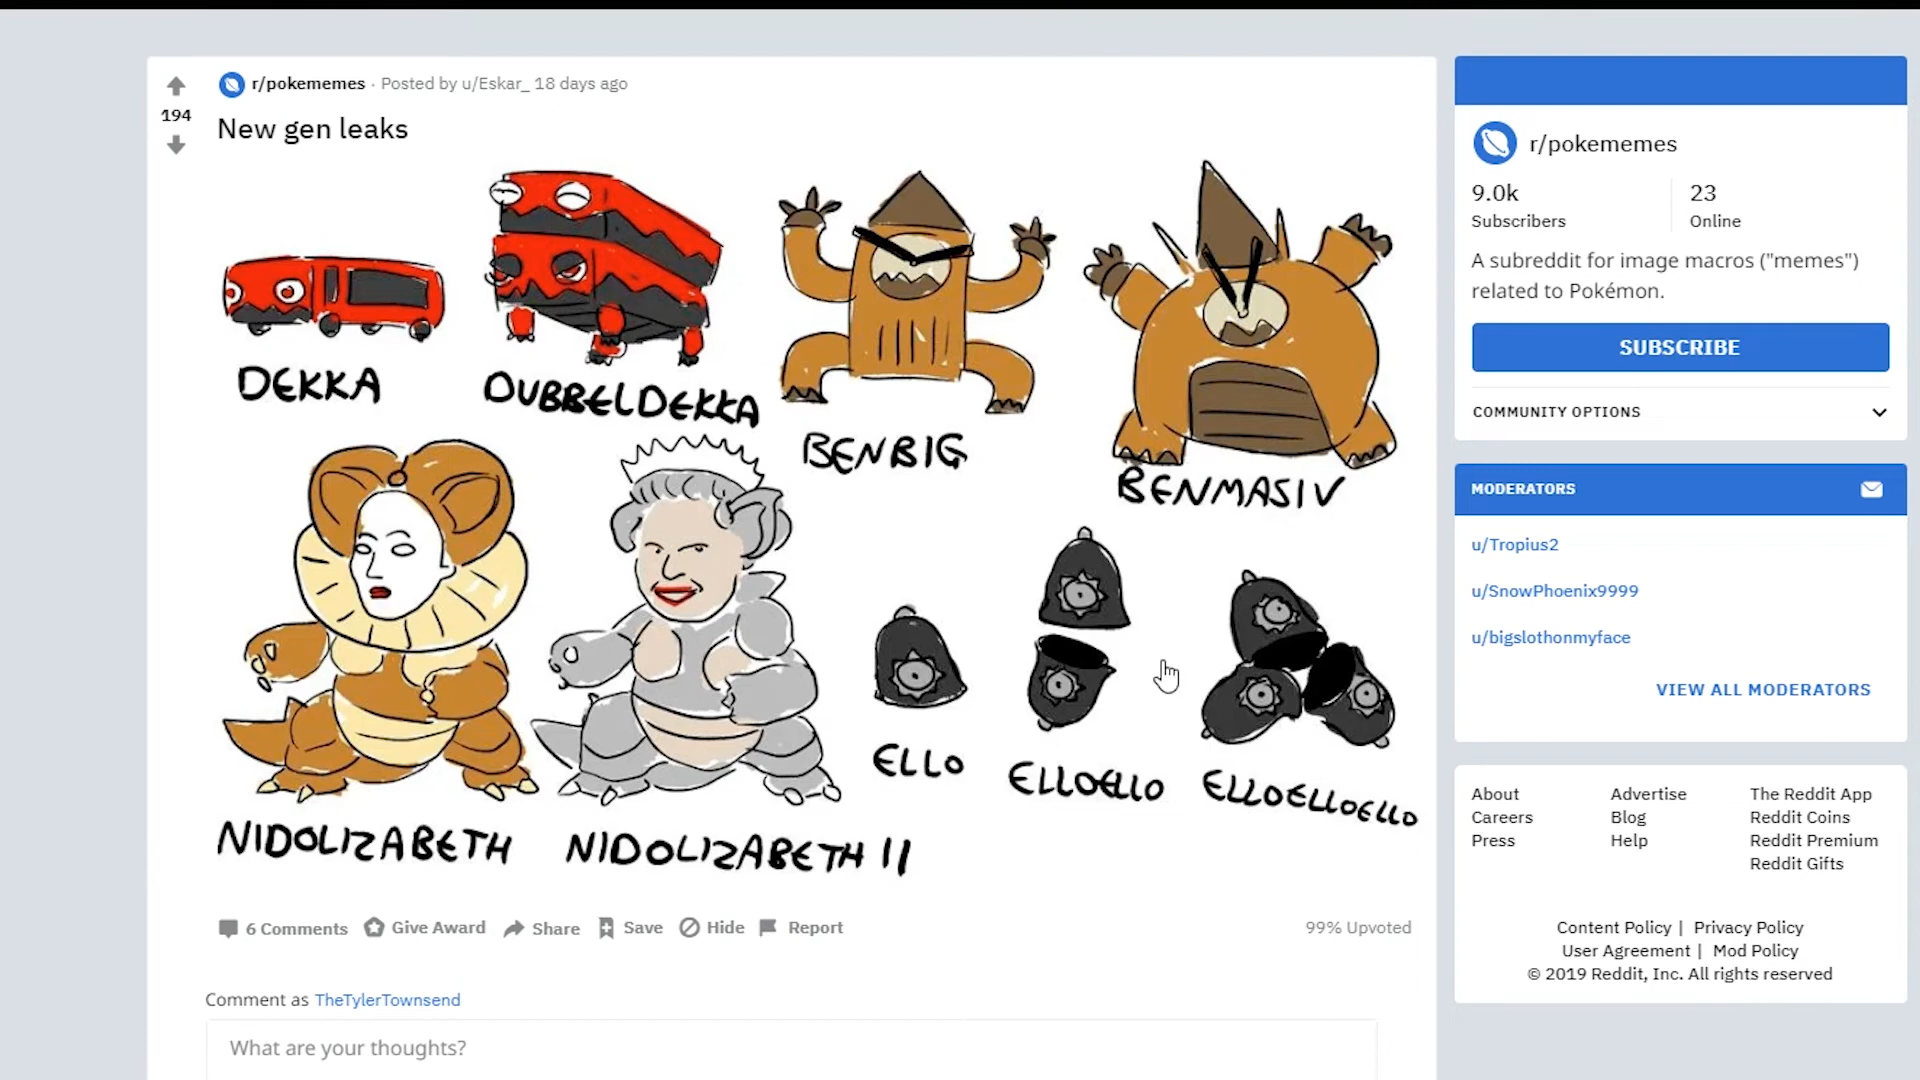 194
r/pokememes · Posted by u/Eskar_ 18 days ago
New gen leaks
DEKKA
DUBBELDEKKA
BENBIG
BENMASIV
NIDOLIZABETH
NIDOLIZABETH II
ELLO
ELLOELLO
ELLOELLOELLO
6 Comments Give Award Share Save Hide Report 99% Upvoted
Comment as TheTylerTownsend
What are your thoughts?
r/pokememes
9.0k 23
Subscribers Online
A subreddit for image macros ("memes")
related to Pokémon.
SUBSCRIBE
COMMUNITY OPTIONS
MODERATORS
u/Tropius2
u/SnowPhoenix9999
u/bigslothonmyface
VIEW ALL MODERATORS
About Advertise The Reddit App
Careers Blog Reddit Coins
Press Help Reddit Premium
Reddit Gifts
Content Policy | Privacy Policy
User Agreement | Mod Policy
© 2019 Reddit, Inc. All rights reserved